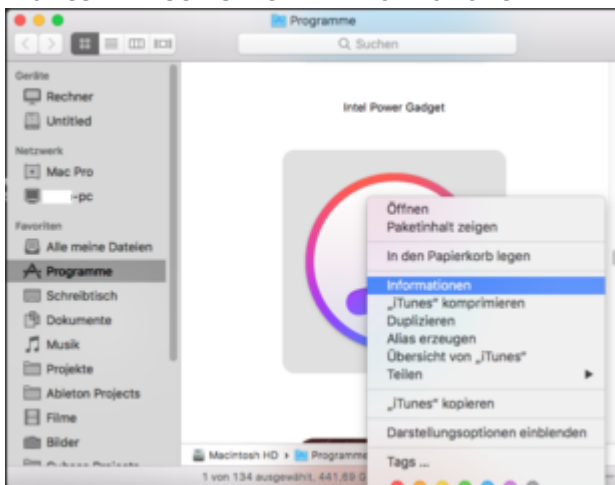 Programme
Suchen
Geräte
Rechner
Untitled
Netzwerk
Mac Pro
-pc
Favoriten
Alle meine Dateien
Programme
Schreibtisch
Dokumente
Musik
Projekte
Ableton Projects
Filme
Bilder
Intel Power Gadget
Öffnen
Paketinhalt zeigen
In den Papierkorb legen
Informationen
„iTunes“ komprimieren
Duplizieren
Alias erzeugen
Übersicht von „iTunes“
Teilen
„iTunes“ kopieren
Darstellungsoptionen einblenden
Tags ...
Macintosh HD Programme
1 von 134 ausgewählt, 441,69 G